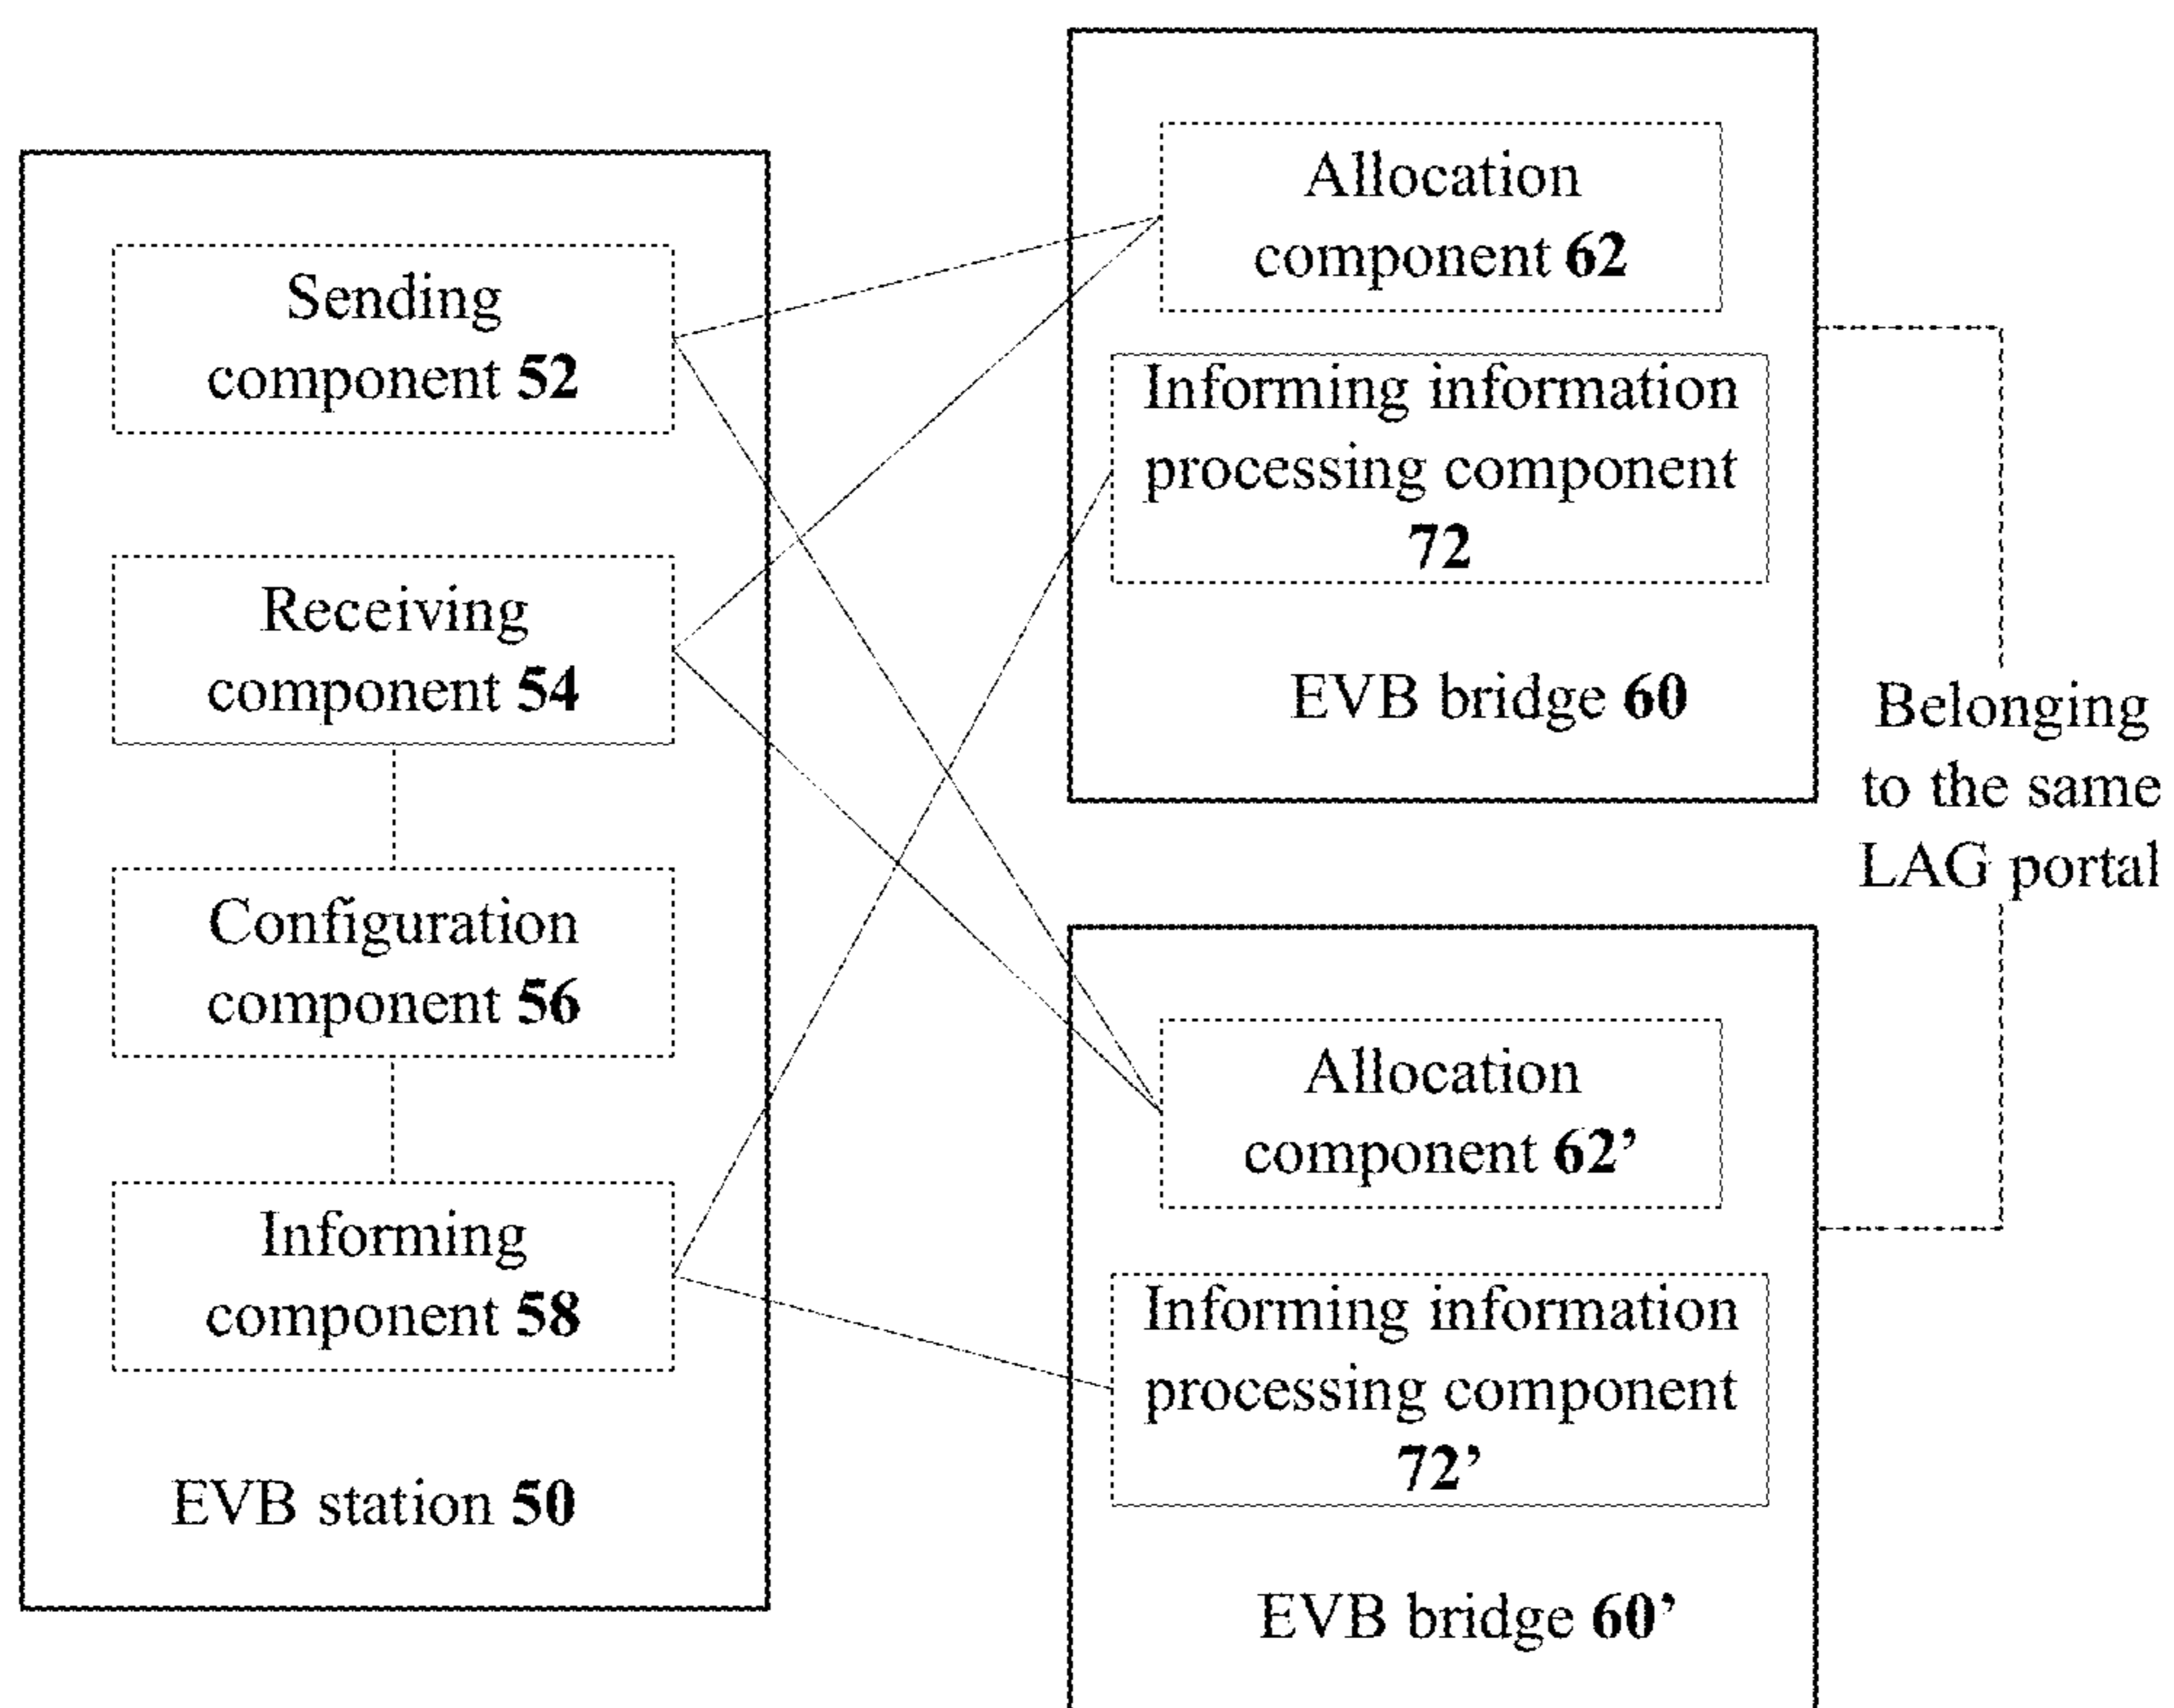 Sending
component 52
Receiving
component 54
Configuration
component 56
Informing
component 58
EVB station 50
Allocation
component 62
Informing information
processing component
72
EVB bridge 60
Allocation
component 62’
Informing information
processing component
72’
EVB bridge 60’
Belonging
to the same
LAG portal